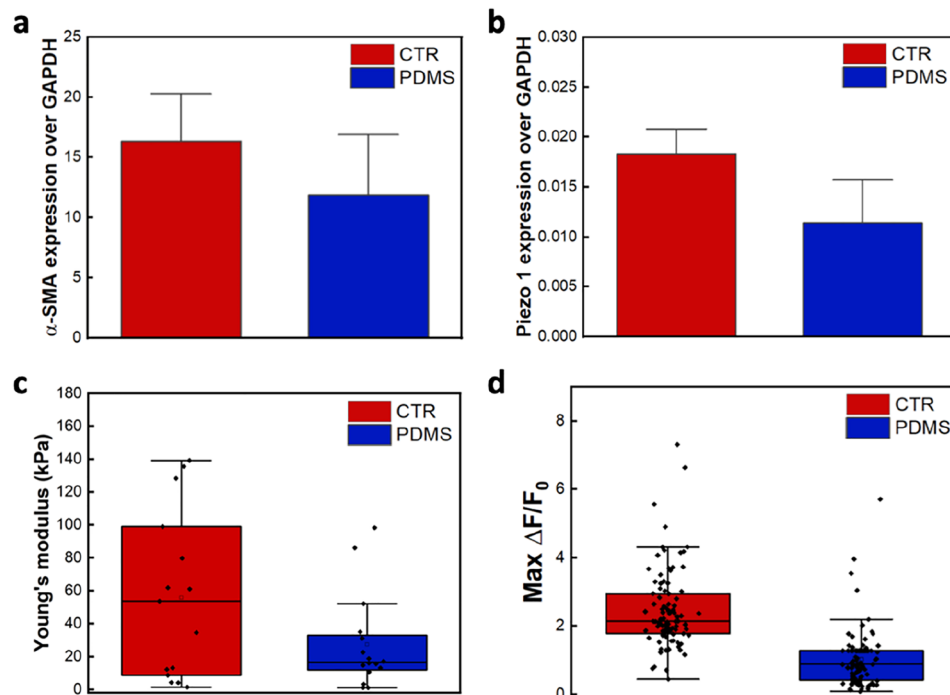 a
α-SMA expression over GAPDH
25
20
15
10
5
0
CTR
PDMS
b
Piezo 1 expression over GAPDH
0.030
0.025
0.020
0.015
0.010
0.005
0.000
CTR
PDMS
c
Young's modulus (kPa)
180
160
140
120
100
80
60
40
20
0
CTR
PDMS
d
Max ΔF/F₀
8
6
4
2
0
CTR
PDMS